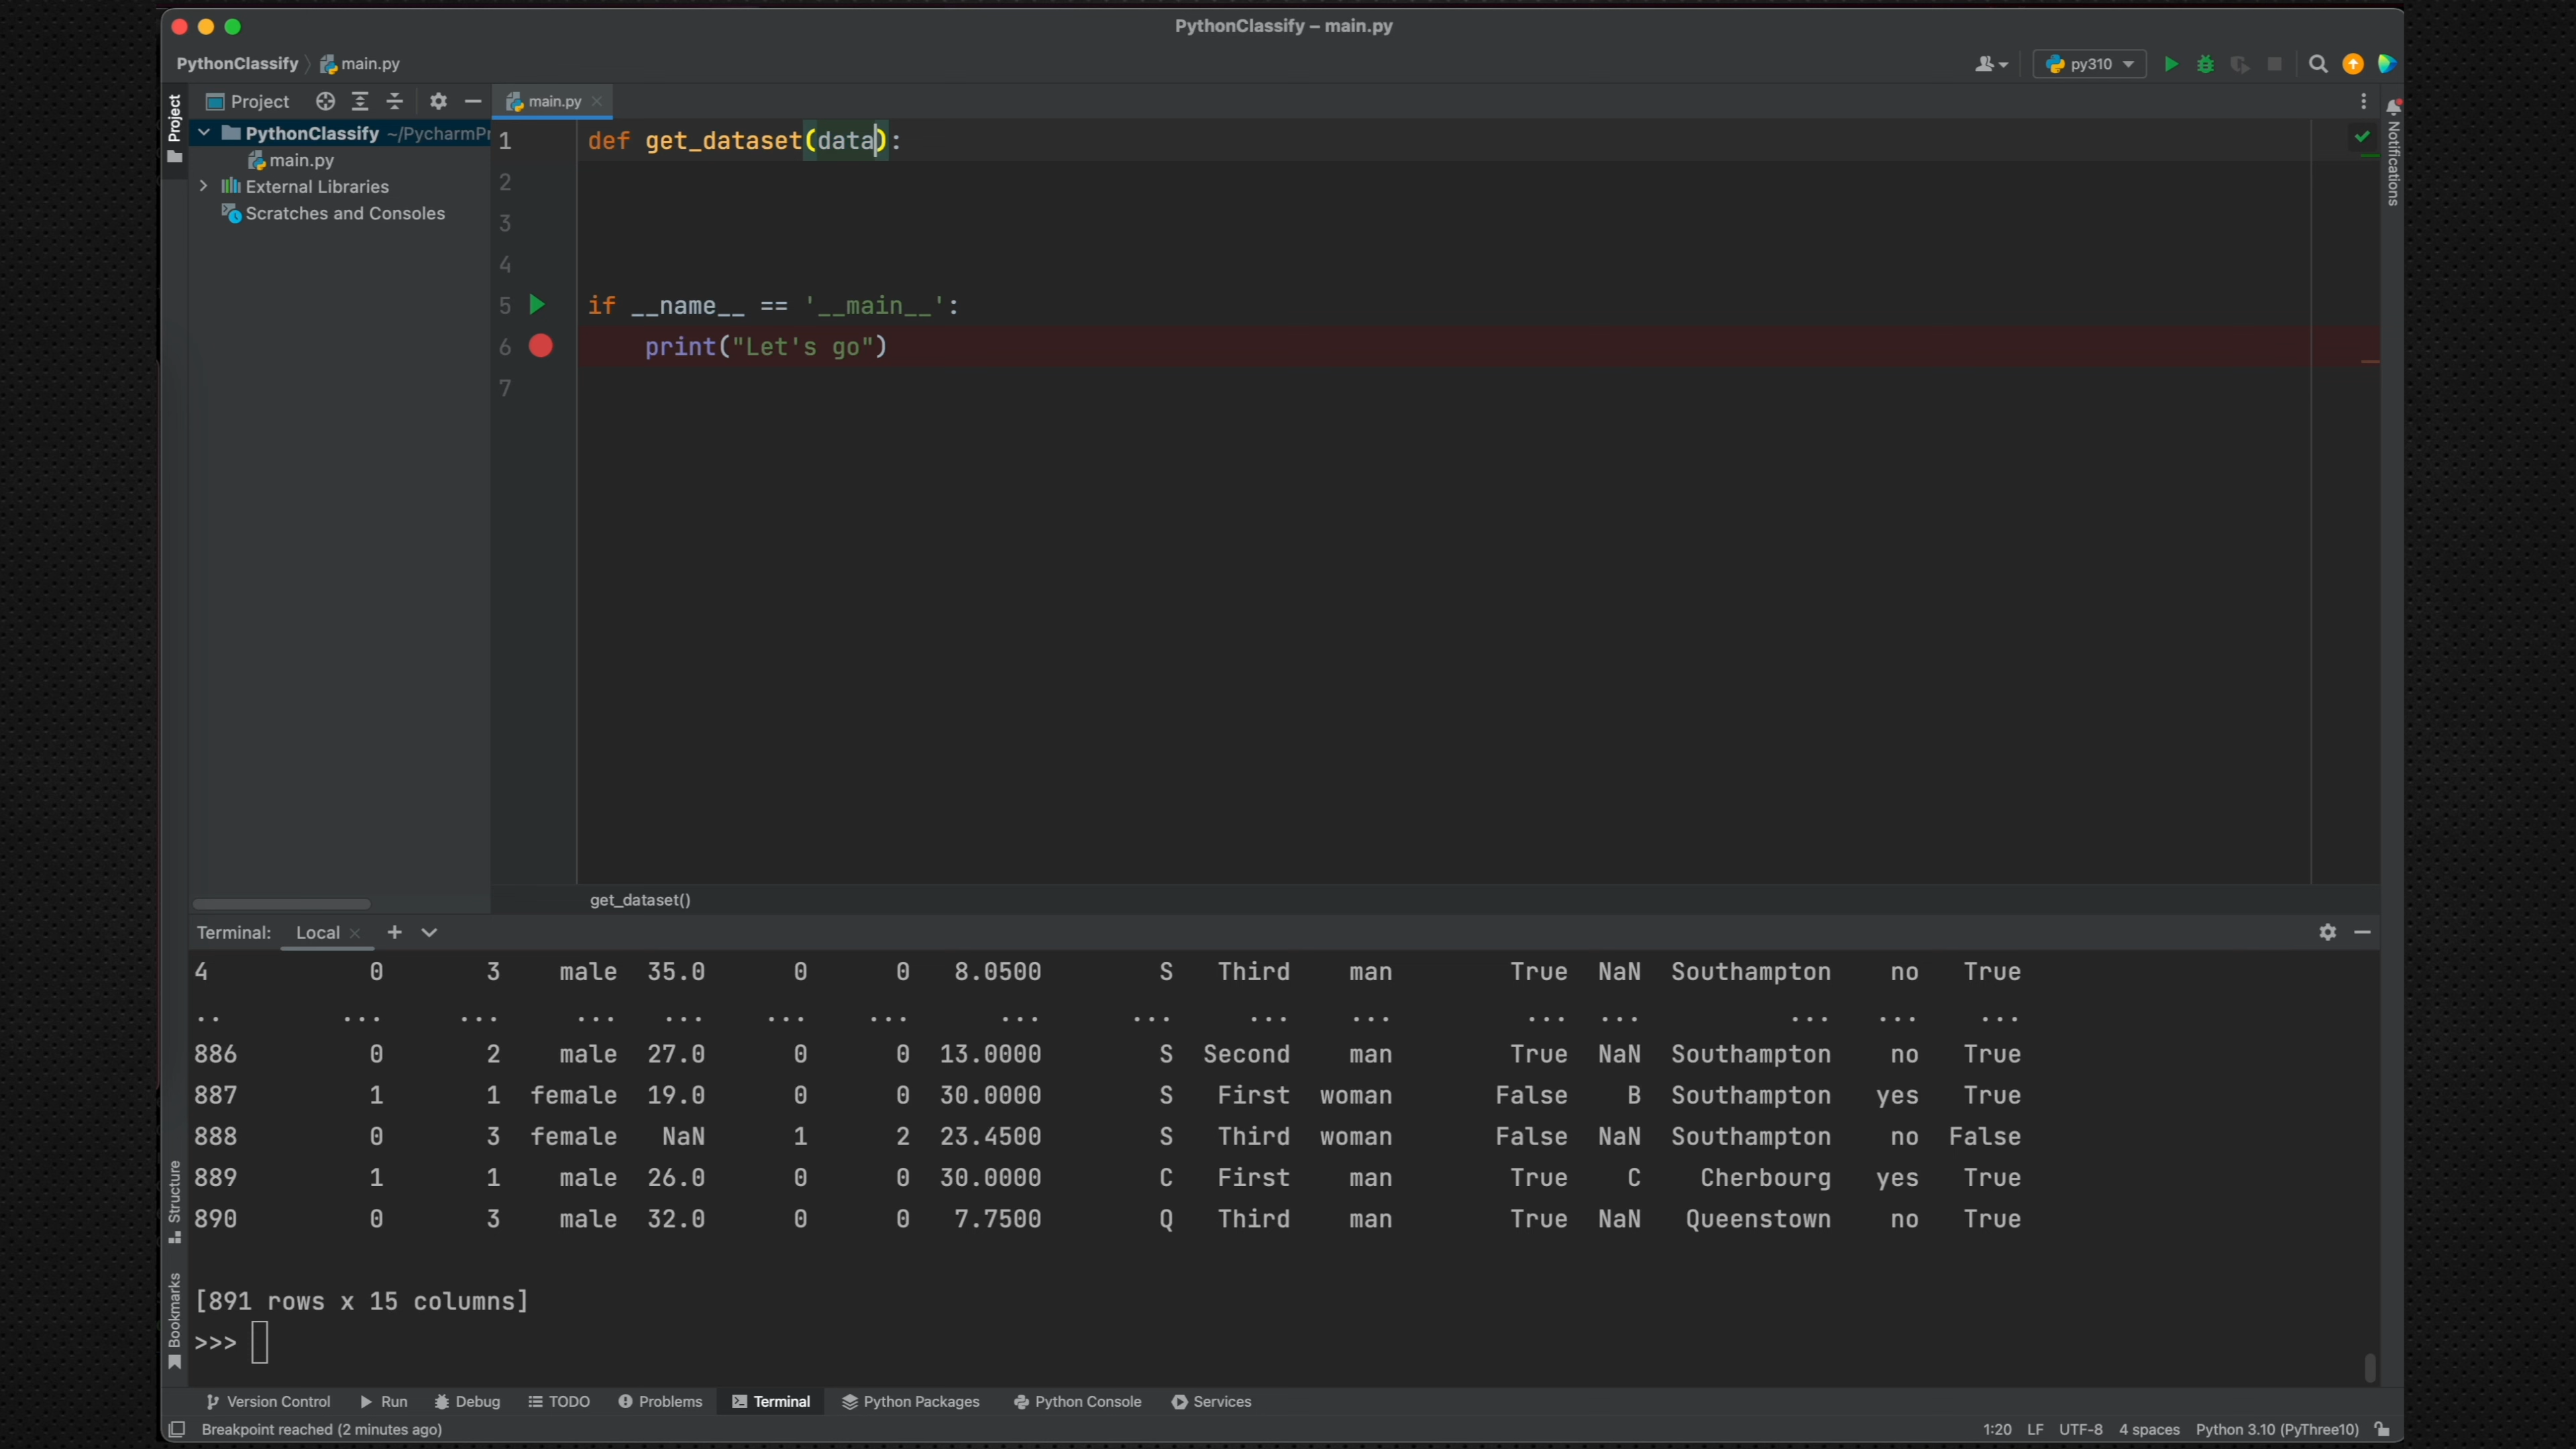 PythonClassify – main.py
PythonClassify main.py
py310
Project
Project
main.py
Notifications
PythonClassify ~/PycharmPr
main.py
External Libraries
Scratches and Consoles
1 def get_dataset(data):
2
3
4
5 if __name__ == '__main__':
6 print("Let's go")
7
get_dataset()
Terminal: Local
4 0 3 male 35.0 0 0 8.0500 S Third man True NaN Southampton no True
.. ... ... ... ... ... ... ... ... ... ... ... ... ... ... ...
886 0 2 male 27.0 0 0 13.0000 S Second man True NaN Southampton no True
887 1 1 female 19.0 0 0 30.0000 S First woman False B Southampton yes True
888 0 3 female NaN 1 2 23.4500 S Third woman False NaN Southampton no False
889 1 1 male 26.0 0 0 30.0000 C First man True C Cherbourg yes True
890 0 3 male 32.0 0 0 7.7500 Q Third man True NaN Queenstown no True
[891 rows x 15 columns]
>>>
Structure
Bookmarks
Version Control Run Debug TODO Problems Terminal Python Packages Python Console Services
Breakpoint reached (2 minutes ago) 1:20 LF UTF-8 4 spaces Python 3.10 (PyThree10)